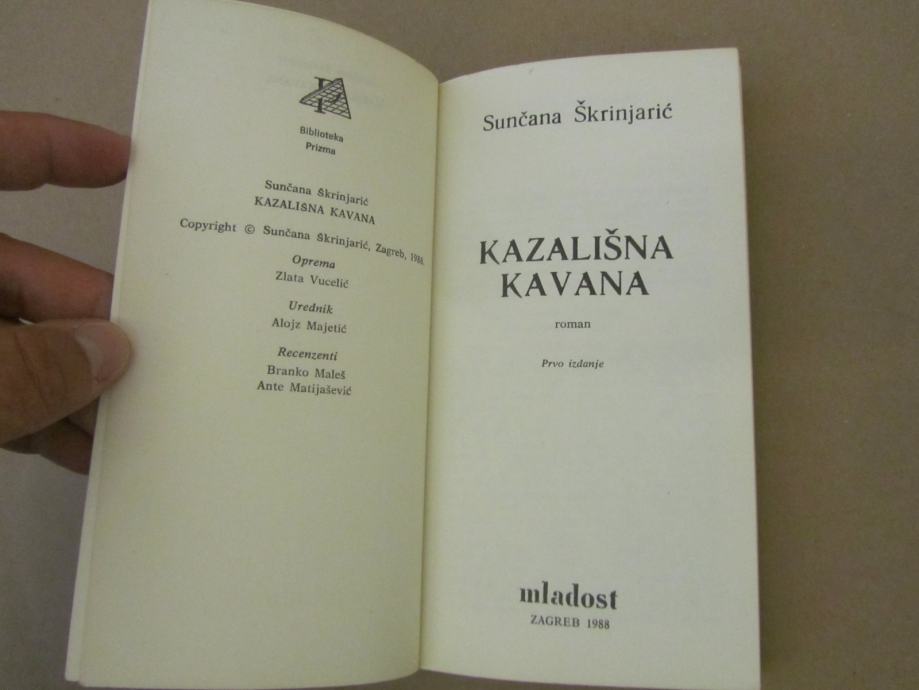 Biblioteka
Prizma
Sunčana Škrinjarić
KAZALIŠNA KAVANA
Copyright © Sunčana Škrinjarić, Zagreb, 1988.
Oprema
Zlata Vucelić
Urednik
Alojz Majetić
Recenzenti
Branko Maleš
Ante Matijašević
Sunčana Škrinjarić
KAZALIŠNA
KAVANA
roman
Prvo izdanje
mladost
ZAGREB 1988